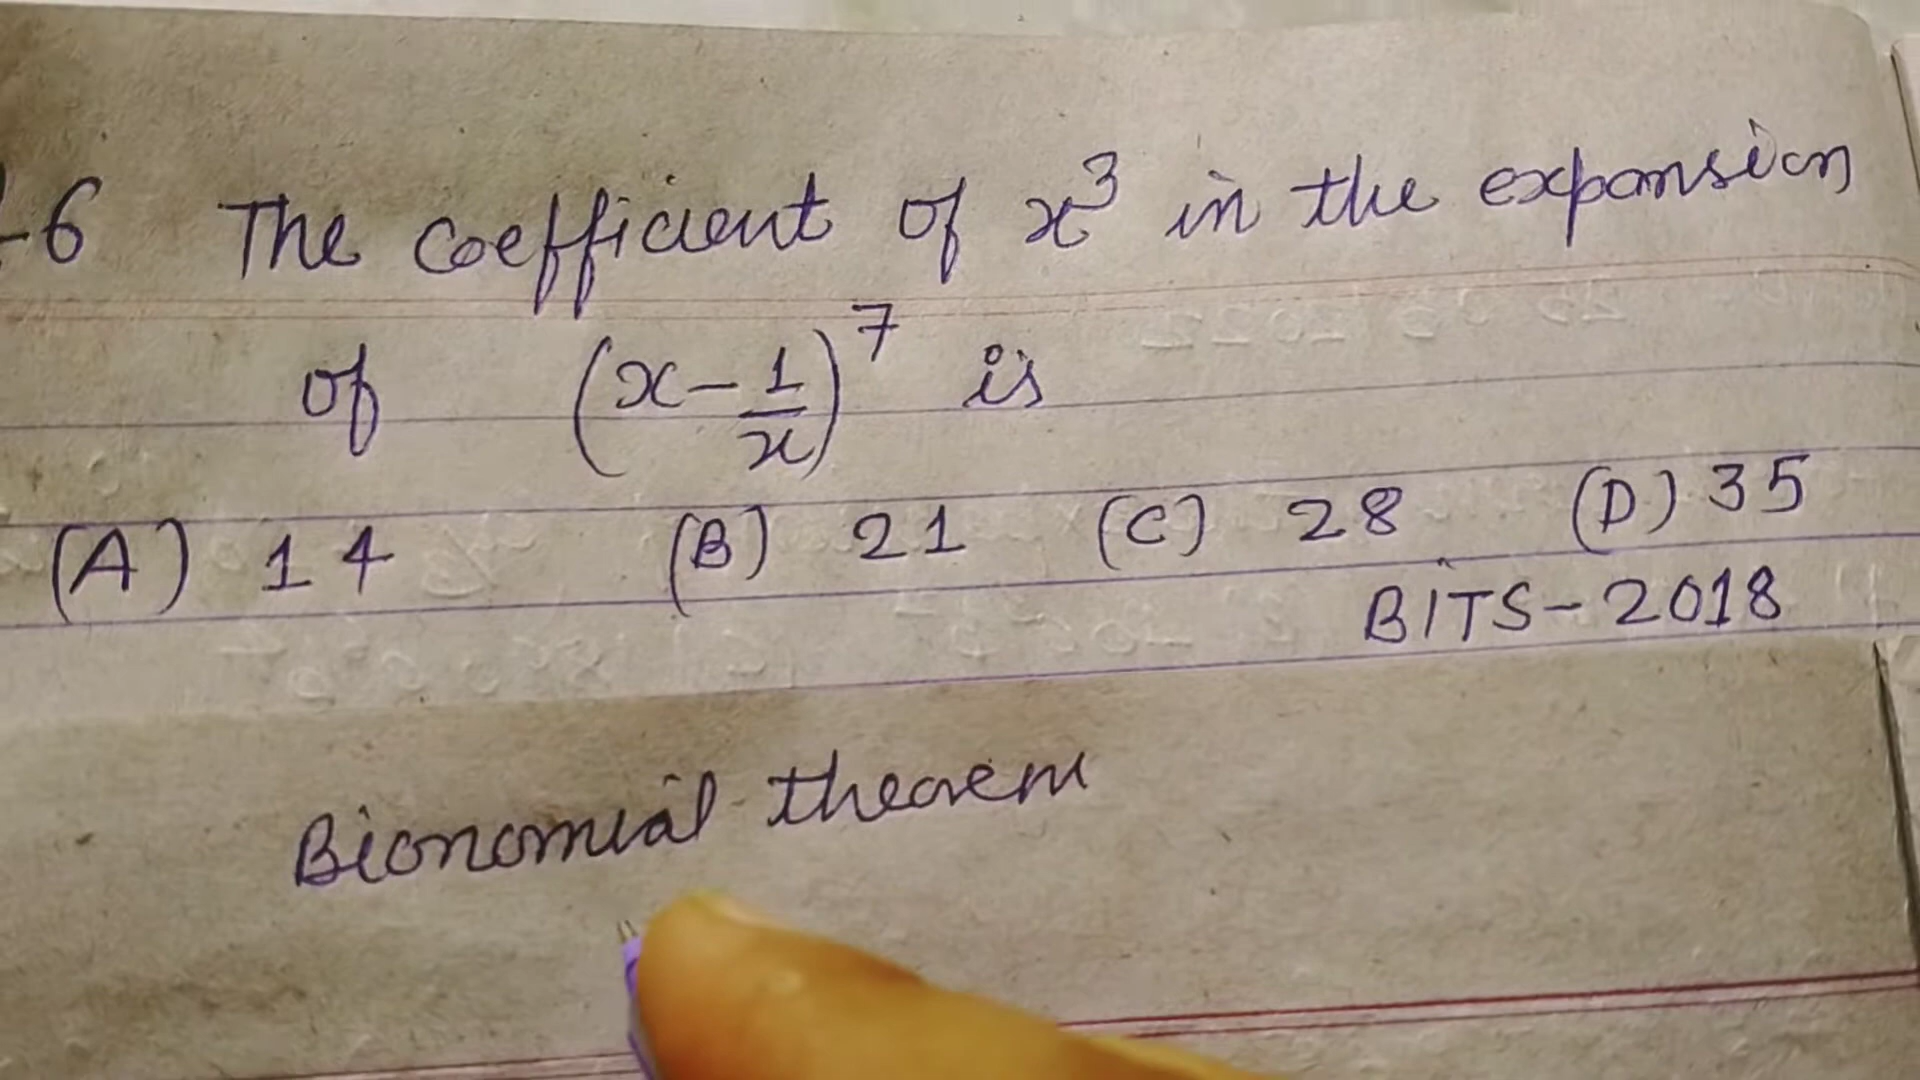 -6 The coefficient of x³ in the expansion
of (x - 1/x)⁷ is
(A) 14 (B) 21 (C) 28 (D) 35
BITS-2018
Bionomial theorem